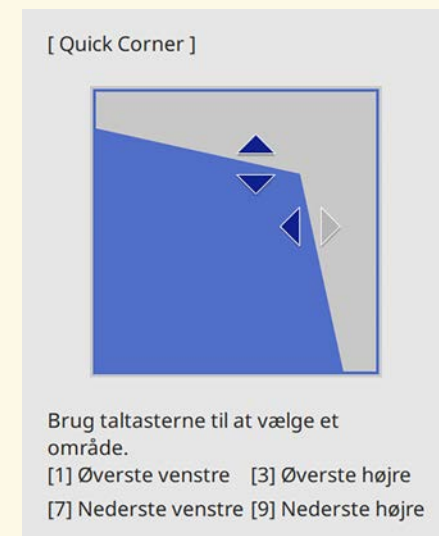 [ Quick Corner ]
Brug taltasterne til at vælge et
område.
[1] Øverste venstre [3] Øverste højre
[7] Nederste venstre [9] Nederste højre